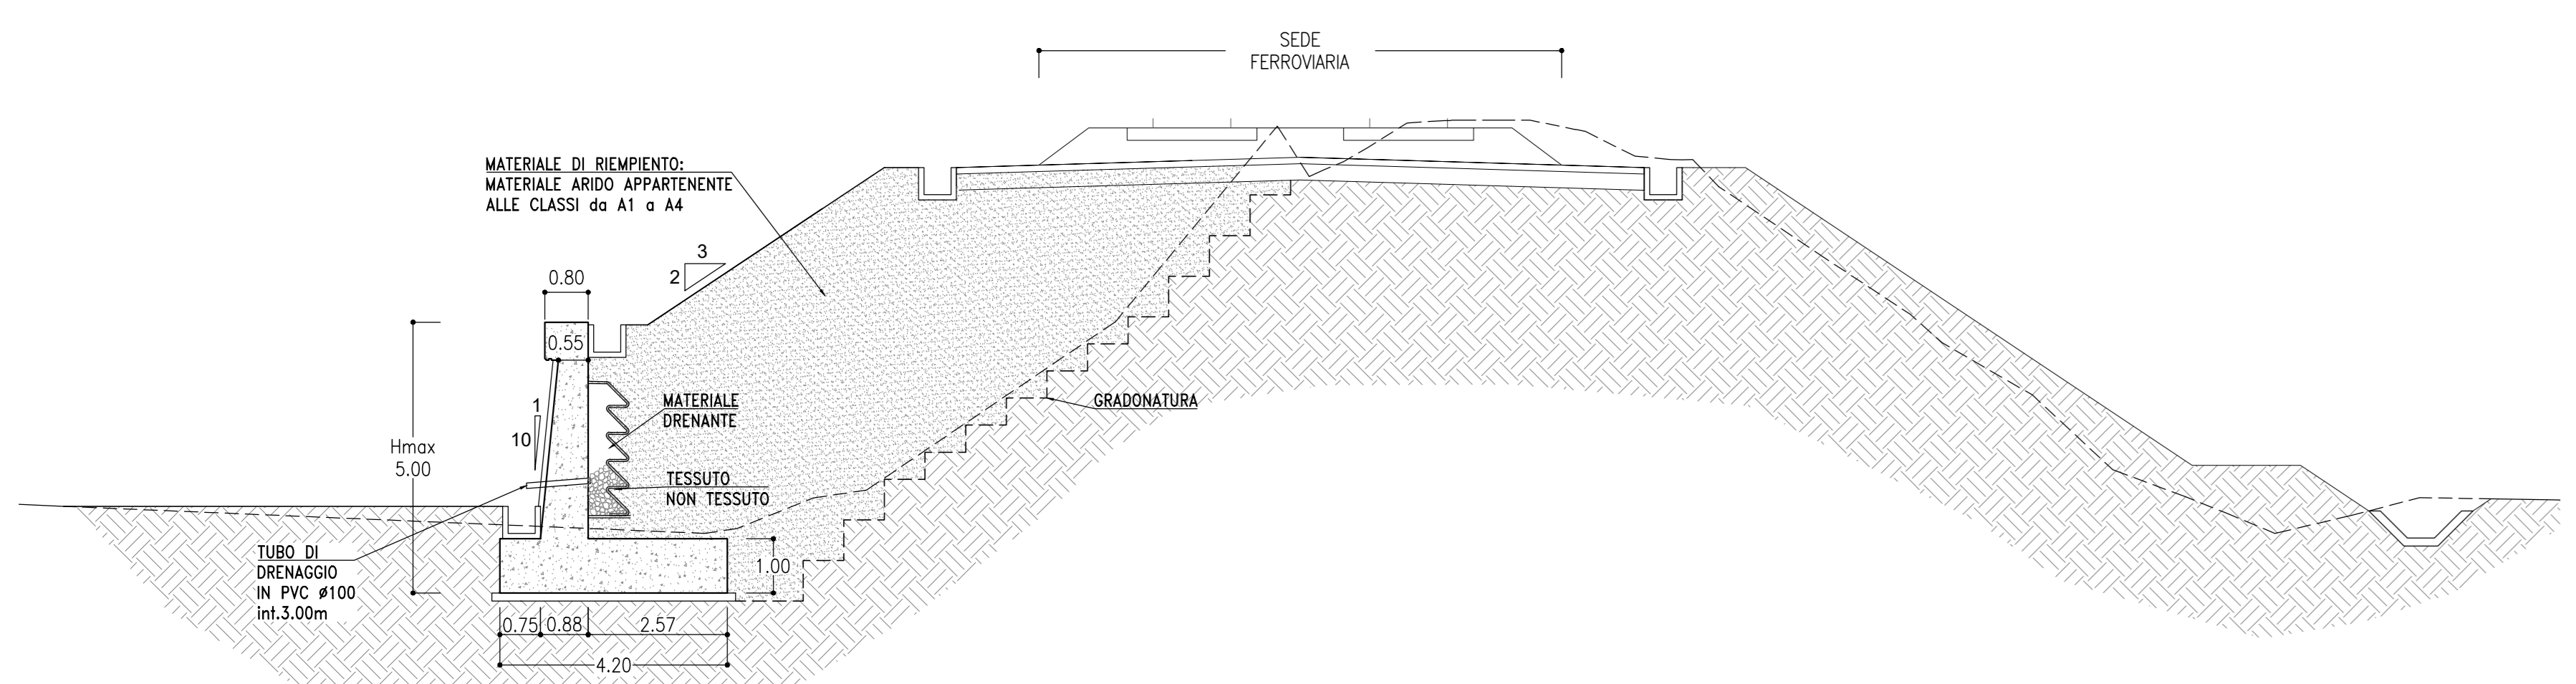 SEDE
FERROVIARIA
MATERIALE DI RIEMPIENTO:
MATERIALE ARIDO APPARTENENTE
ALLE CLASSI da A1 a A4
3
2
0.80
0.55
1
10
Hmax
5.00
MATERIALE
DRENANTE
GRADONATURA
TESSUTO
NON TESSUTO
TUBO DI
DRENAGGIO
IN PVC ø100
int.3.00m
1.00
0.75 0.88 2.57
4.20